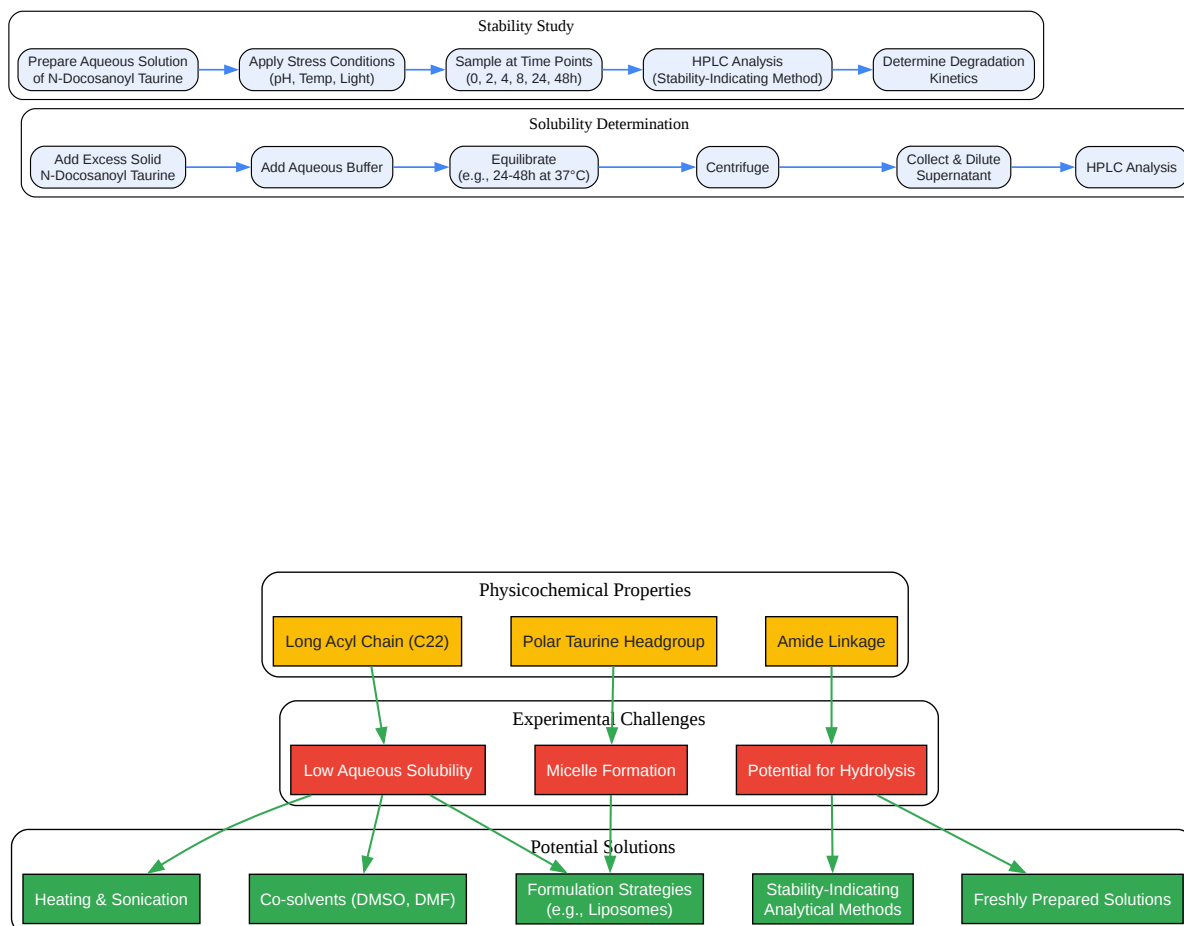 Stability Study
Prepare Aqueous Solution
of N-Docosanoyl Taurine
Apply Stress Conditions
(pH, Temp, Light)
Sample at Time Points
(0, 2, 4, 8, 24, 48h)
HPLC Analysis
(Stability-Indicating Method)
Determine Degradation
Kinetics
Solubility Determination
Add Excess Solid
N-Docosanoyl Taurine
Add Aqueous Buffer
Equilibrate
(e.g., 24-48h at 37°C)
Centrifuge
Collect & Dilute
Supernatant
HPLC Analysis
Physicochemical Properties
Long Acyl Chain (C22)
Polar Taurine Headgroup
Amide Linkage
Experimental Challenges
Low Aqueous Solubility
Micelle Formation
Potential for Hydrolysis
Potential Solutions
Heating & Sonication
Co-solvents (DMSO, DMF)
Formulation Strategies
(e.g., Liposomes)
Stability-Indicating
Analytical Methods
Freshly Prepared Solutions